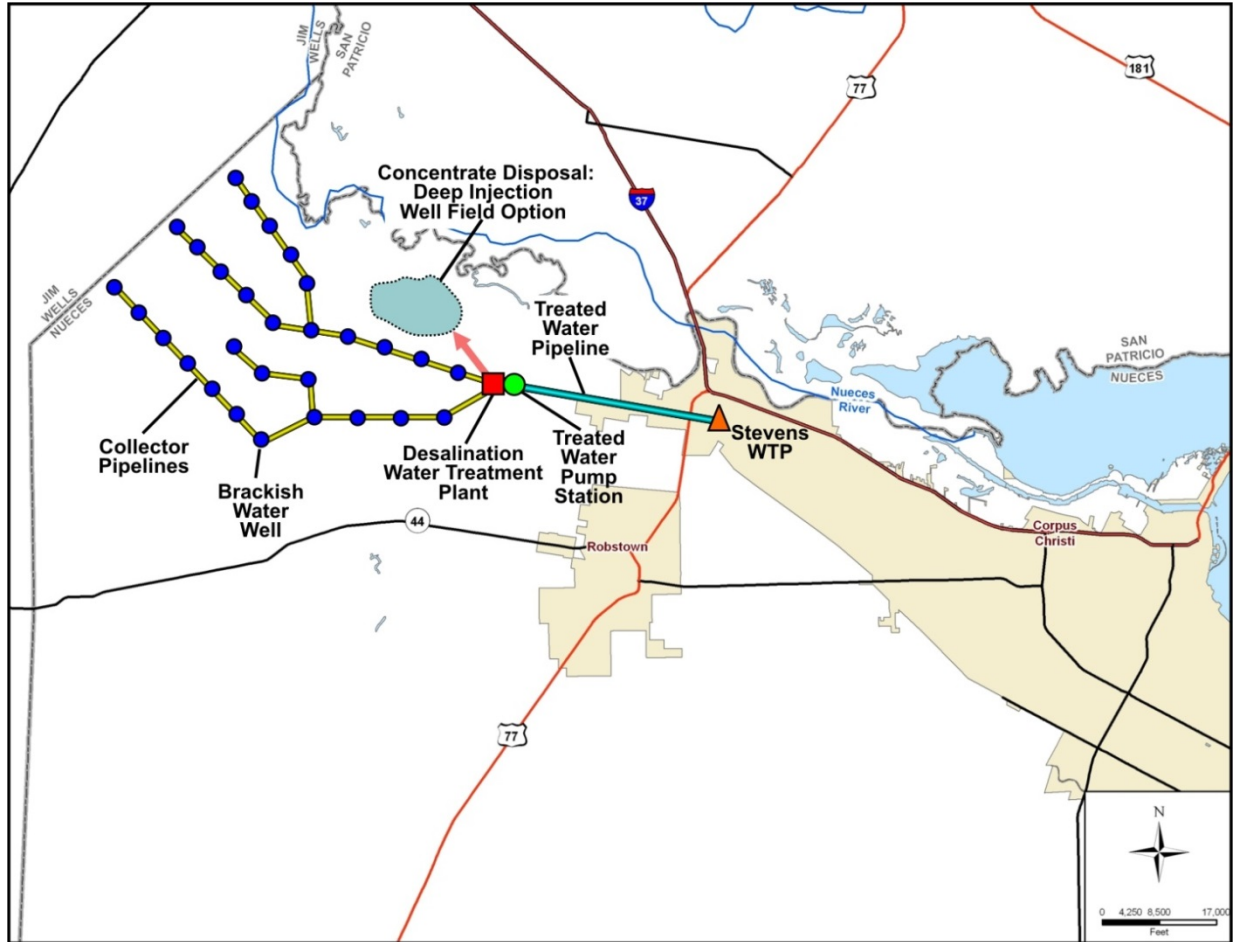 JIM
WELLS
SAN
PATRICIO
77
181
Concentrate Disposal:
Deep Injection
Well Field Option
37
JIM
WELLS
NUECES
Treated
Water
Pipeline
SAN
PATRICIO
NUECES
Nueces
River
Stevens
WTP
Collector
Pipelines
Desalination
Water Treatment
Plant
Treated
Water
Pump
Station
Brackish
Water
Well
44
Robstown
Corpus
Christi
77
N
0 4,250 8,500 17,000
Feet